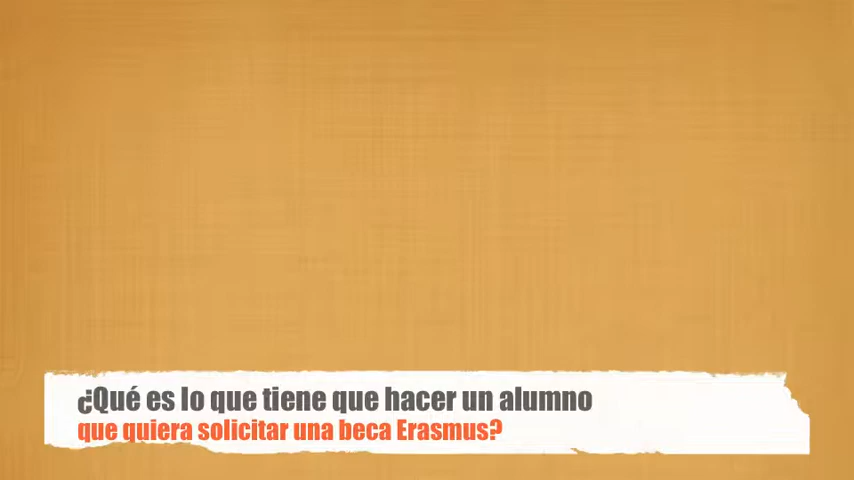 ¿Qué es lo que tiene que hacer un alumno
que quiera solicitar una beca Erasmus?